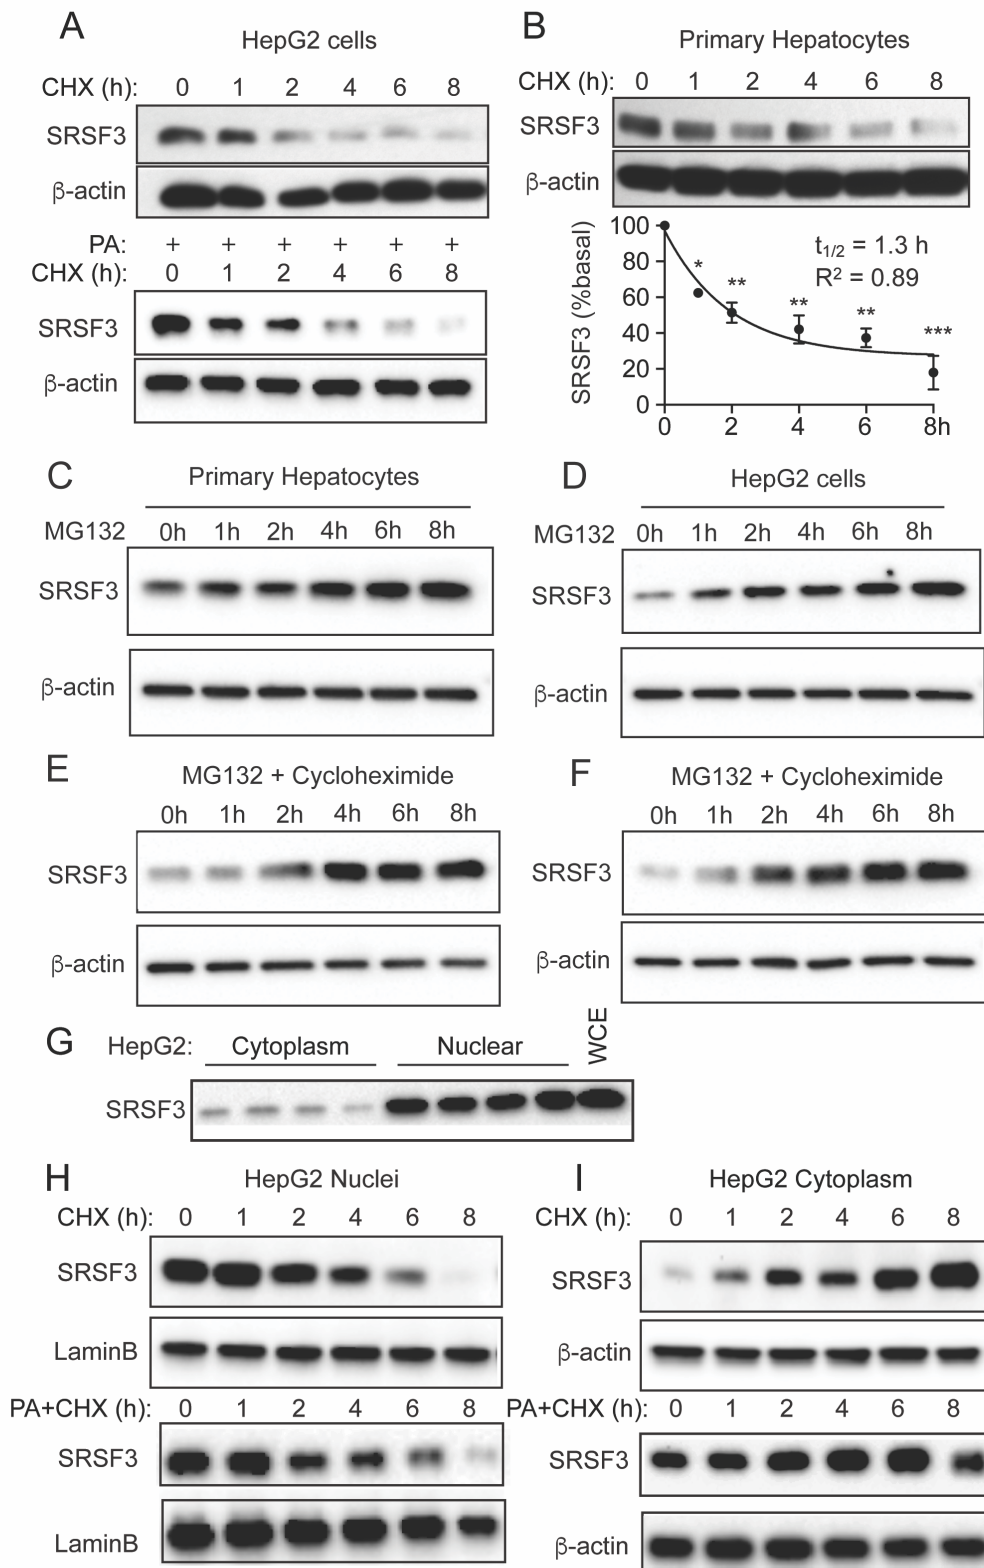 A
HepG2 cells
CHX (h): 0 1 2 4 6 8
SRSF3
β-actin
PA: + + + + + +
CHX (h): 0 1 2 4 6 8
SRSF3
β-actin
B
Primary Hepatocytes
CHX (h): 0 1 2 4 6 8
SRSF3
β-actin
SRSF3 (%basal)
100
80
60
40
20
0
0 2 4 6 8h
t1/2 = 1.3 h
R² = 0.89
* ** ** ** ***
C
Primary Hepatocytes
MG132 0h 1h 2h 4h 6h 8h
SRSF3
β-actin
D
HepG2 cells
MG132 0h 1h 2h 4h 6h 8h
SRSF3
β-actin
E
MG132 + Cycloheximide
0h 1h 2h 4h 6h 8h
SRSF3
β-actin
F
MG132 + Cycloheximide
0h 1h 2h 4h 6h 8h
SRSF3
β-actin
G
HepG2: Cytoplasm Nuclear WCE
SRSF3
H
HepG2 Nuclei
CHX (h): 0 1 2 4 6 8
SRSF3
LaminB
PA+CHX (h): 0 1 2 4 6 8
SRSF3
LaminB
I
HepG2 Cytoplasm
CHX (h): 0 1 2 4 6 8
SRSF3
β-actin
PA+CHX (h): 0 1 2 4 6 8
SRSF3
β-actin